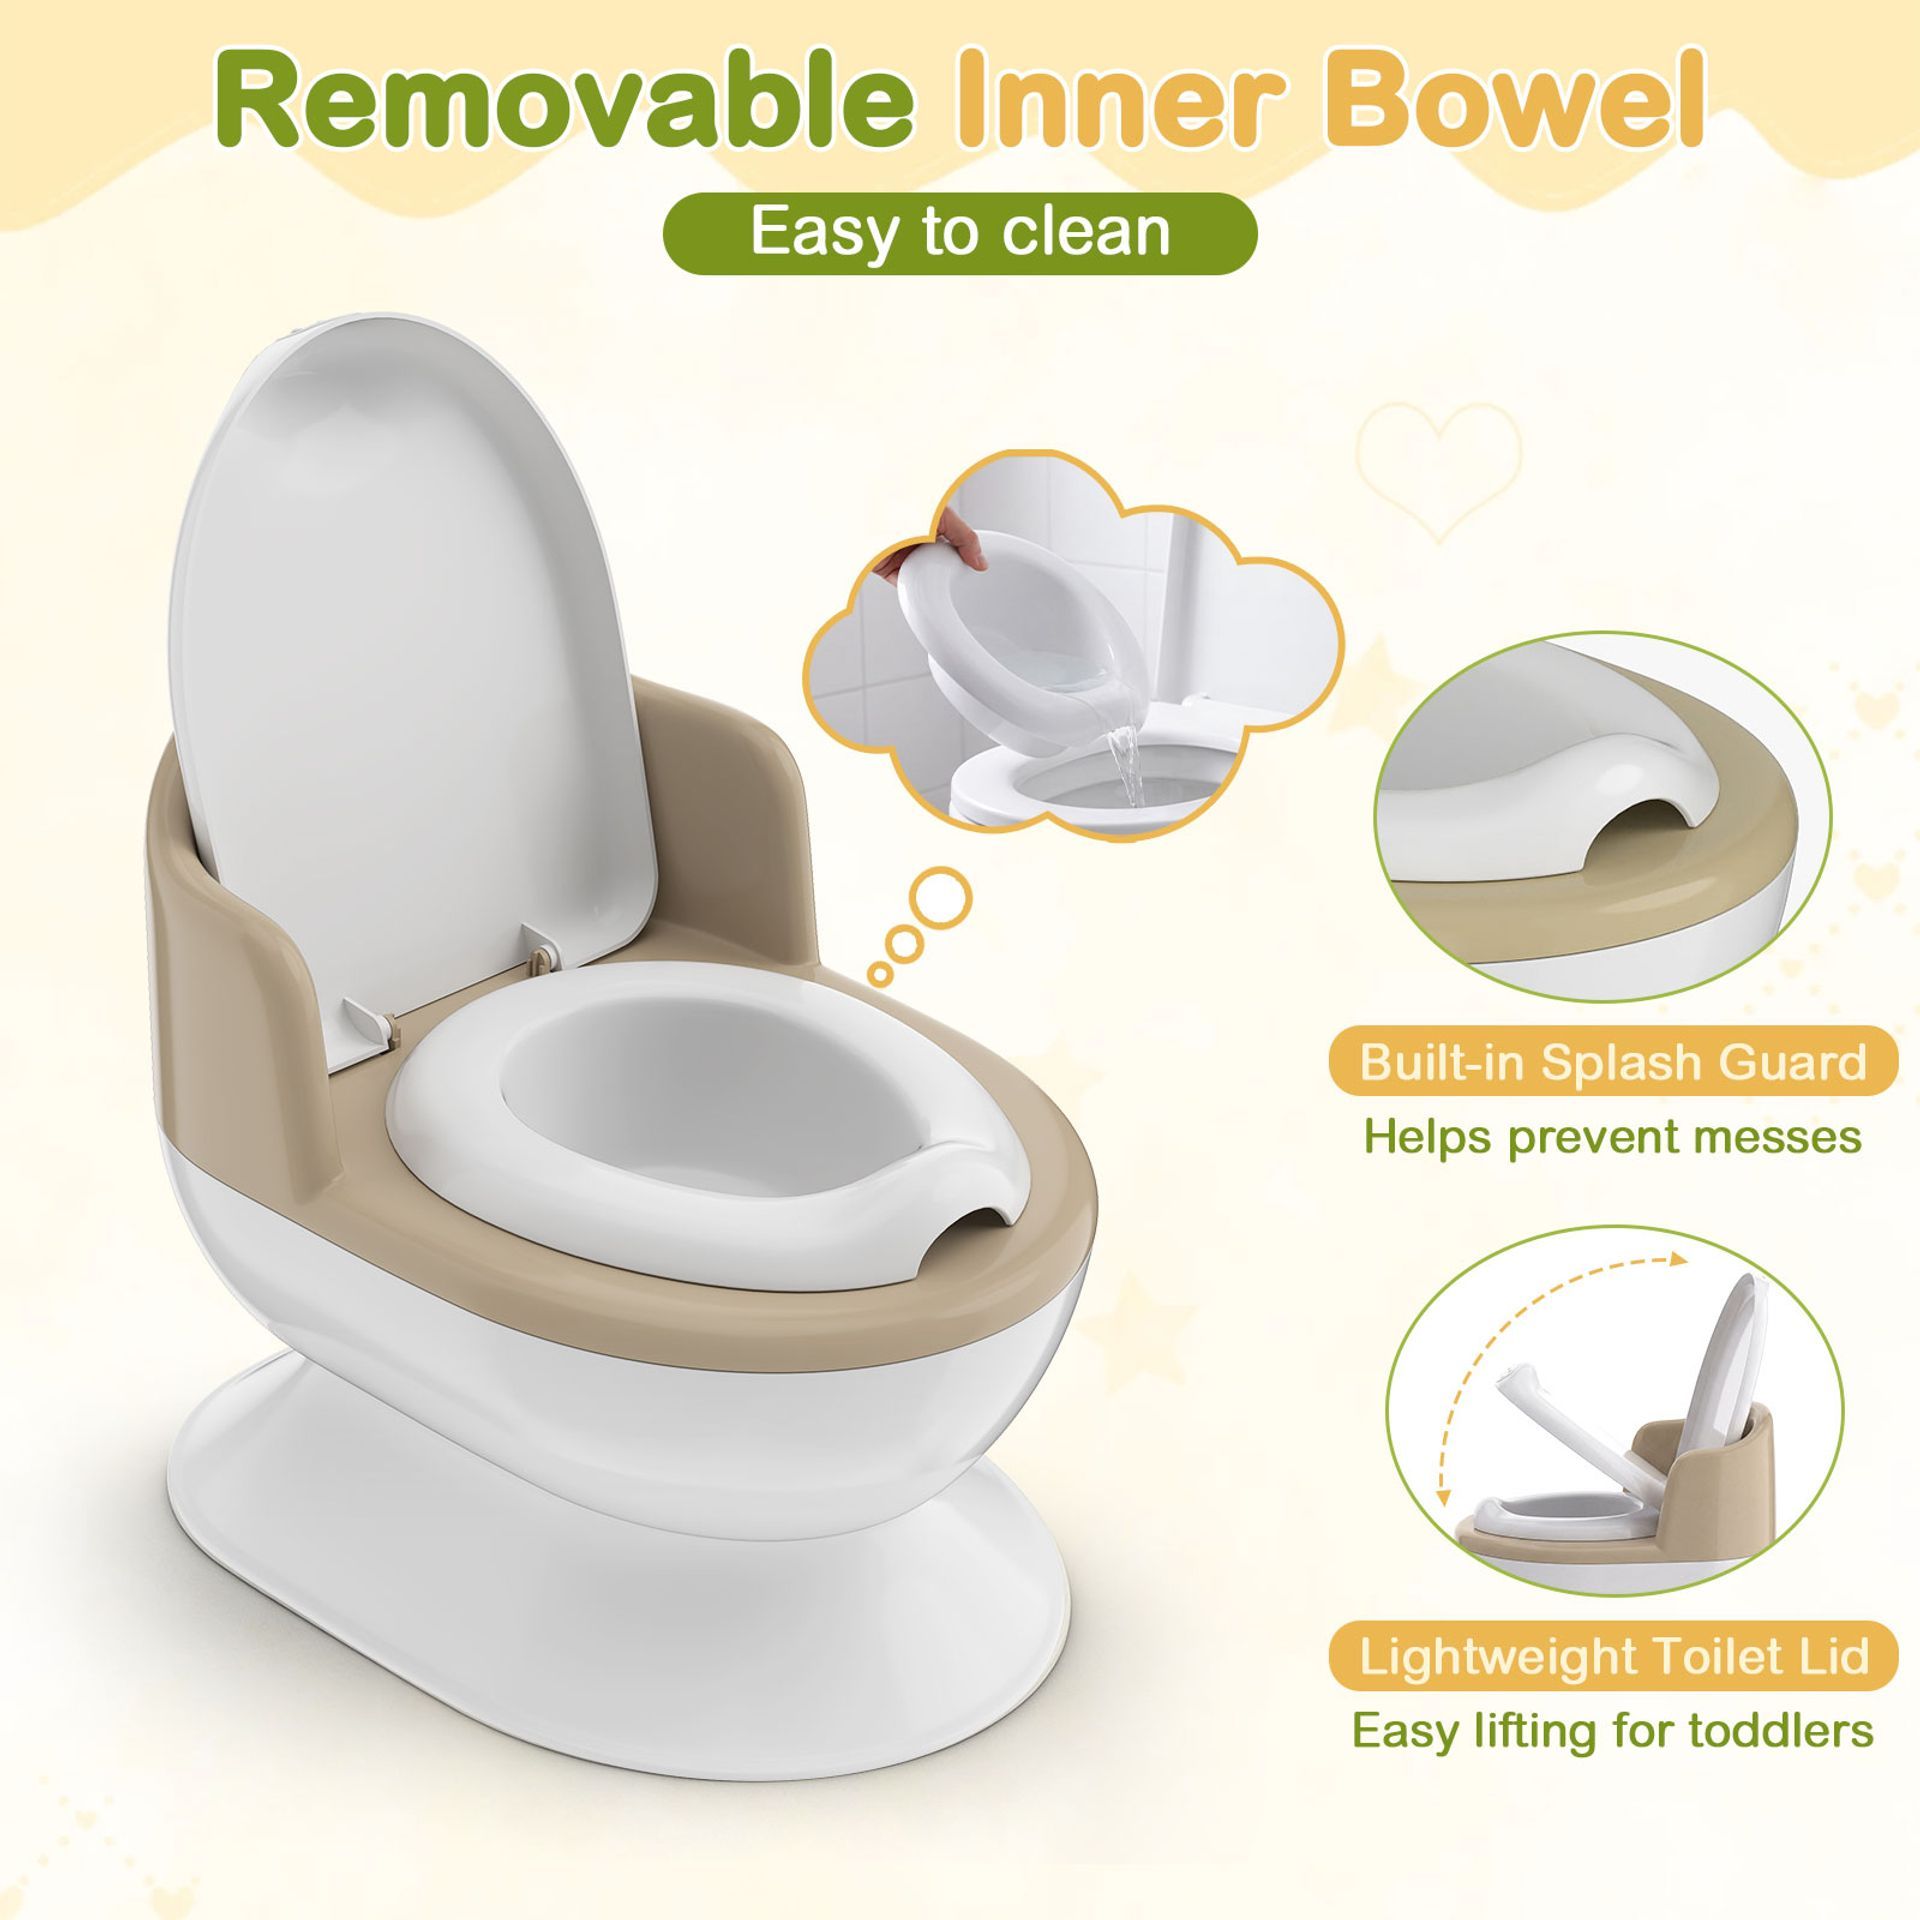 Removable Inner Bowel
Easy to clean
Built-in Splash Guard
Helps prevent messes
Lightweight Toilet Lid
Easy lifting for toddlers